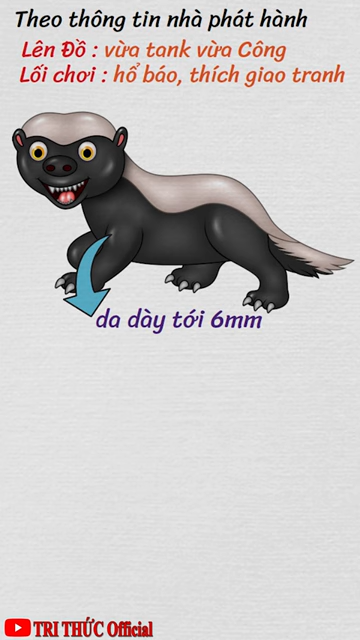 Theo thông tin nhà phát hành
Lên Đồ : vừa tank vừa Công
Lối chơi : hổ báo, thích giao tranh
da dày tới 6mm
TRI THỨC Official